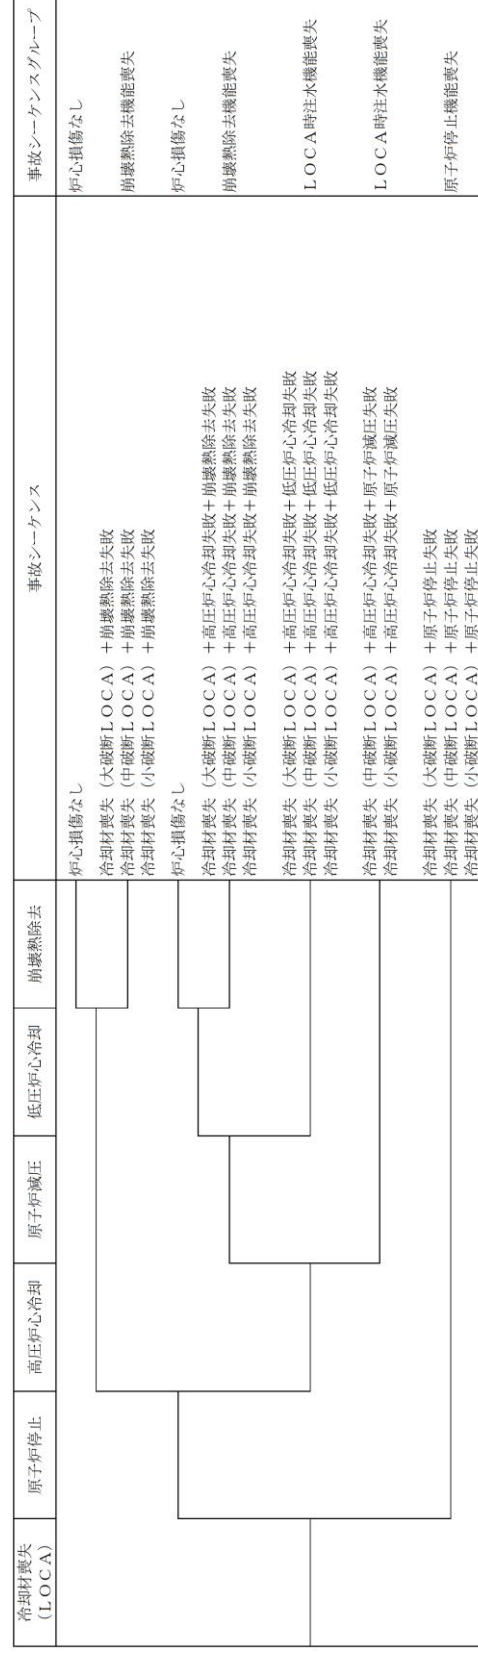 冷却材喪失
（ＬＯＣＡ）
原子炉停止
高圧炉心冷却
原子炉減圧
低圧炉心冷却
崩壊熱除去
事故シーケンス
事故シーケンスグループ
炉心損傷なし
炉心損傷なし
冷却材喪失（大破断ＬＯＣＡ）＋崩壊熱除去失敗
冷却材喪失（中破断ＬＯＣＡ）＋崩壊熱除去失敗
冷却材喪失（小破断ＬＯＣＡ）＋崩壊熱除去失敗
崩壊熱除去機能喪失
炉心損傷なし
炉心損傷なし
冷却材喪失（大破断ＬＯＣＡ）＋高圧炉心冷却失敗＋崩壊熱除去失敗
冷却材喪失（中破断ＬＯＣＡ）＋高圧炉心冷却失敗＋崩壊熱除去失敗
冷却材喪失（小破断ＬＯＣＡ）＋高圧炉心冷却失敗＋崩壊熱除去失敗
崩壊熱除去機能喪失
冷却材喪失（大破断ＬＯＣＡ）＋高圧炉心冷却失敗＋低圧炉心冷却失敗
冷却材喪失（中破断ＬＯＣＡ）＋高圧炉心冷却失敗＋低圧炉心冷却失敗
冷却材喪失（小破断ＬＯＣＡ）＋高圧炉心冷却失敗＋低圧炉心冷却失敗
ＬＯＣＡ時注水機能喪失
冷却材喪失（中破断ＬＯＣＡ）＋高圧炉心冷却失敗＋原子炉減圧失敗
冷却材喪失（小破断ＬＯＣＡ）＋高圧炉心冷却失敗＋原子炉減圧失敗
ＬＯＣＡ時注水機能喪失
冷却材喪失（大破断ＬＯＣＡ）＋原子炉停止失敗
冷却材喪失（中破断ＬＯＣＡ）＋原子炉停止失敗
冷却材喪失（小破断ＬＯＣＡ）＋原子炉停止失敗
原子炉停止機能喪失